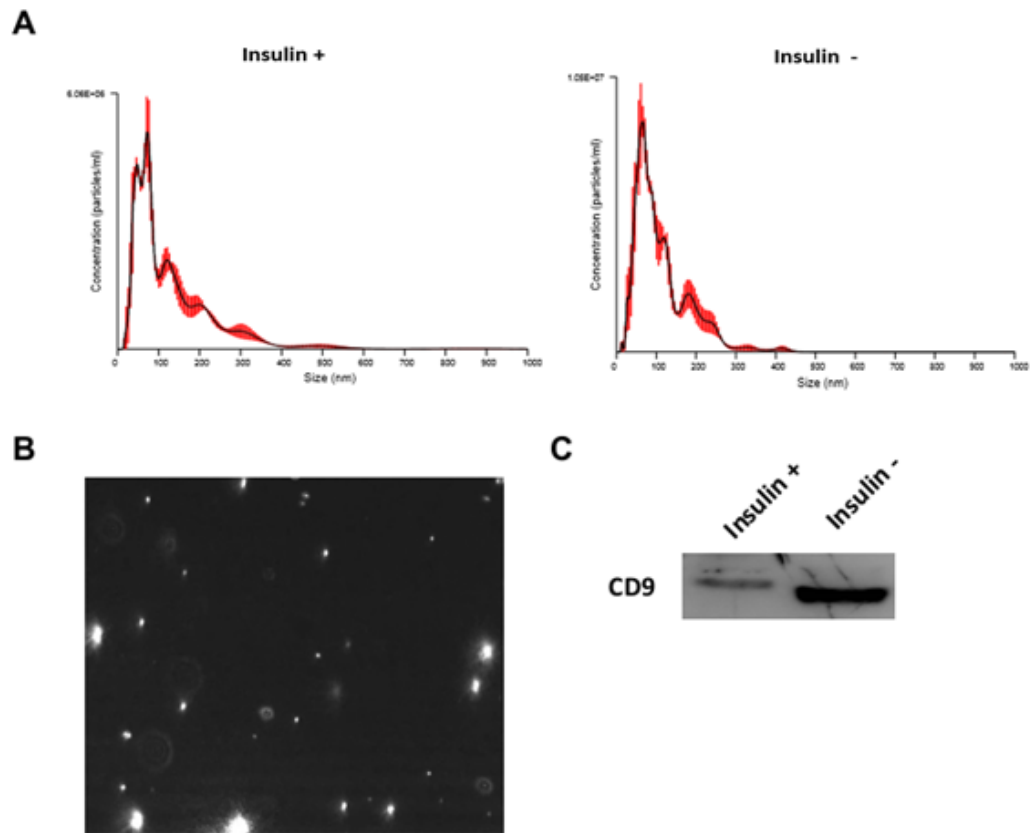 A
Insulin +
6.06E+06
Concentration (particles/ml)
0 100 200 300 400 500 600 700 800 900 1000
Size (nm)
Insulin -
1.08E+07
Concentration (particles/ml)
0 100 200 300 400 500 600 700 800 900 1000
Size (nm)
B
C
Insulin +
Insulin -
CD9